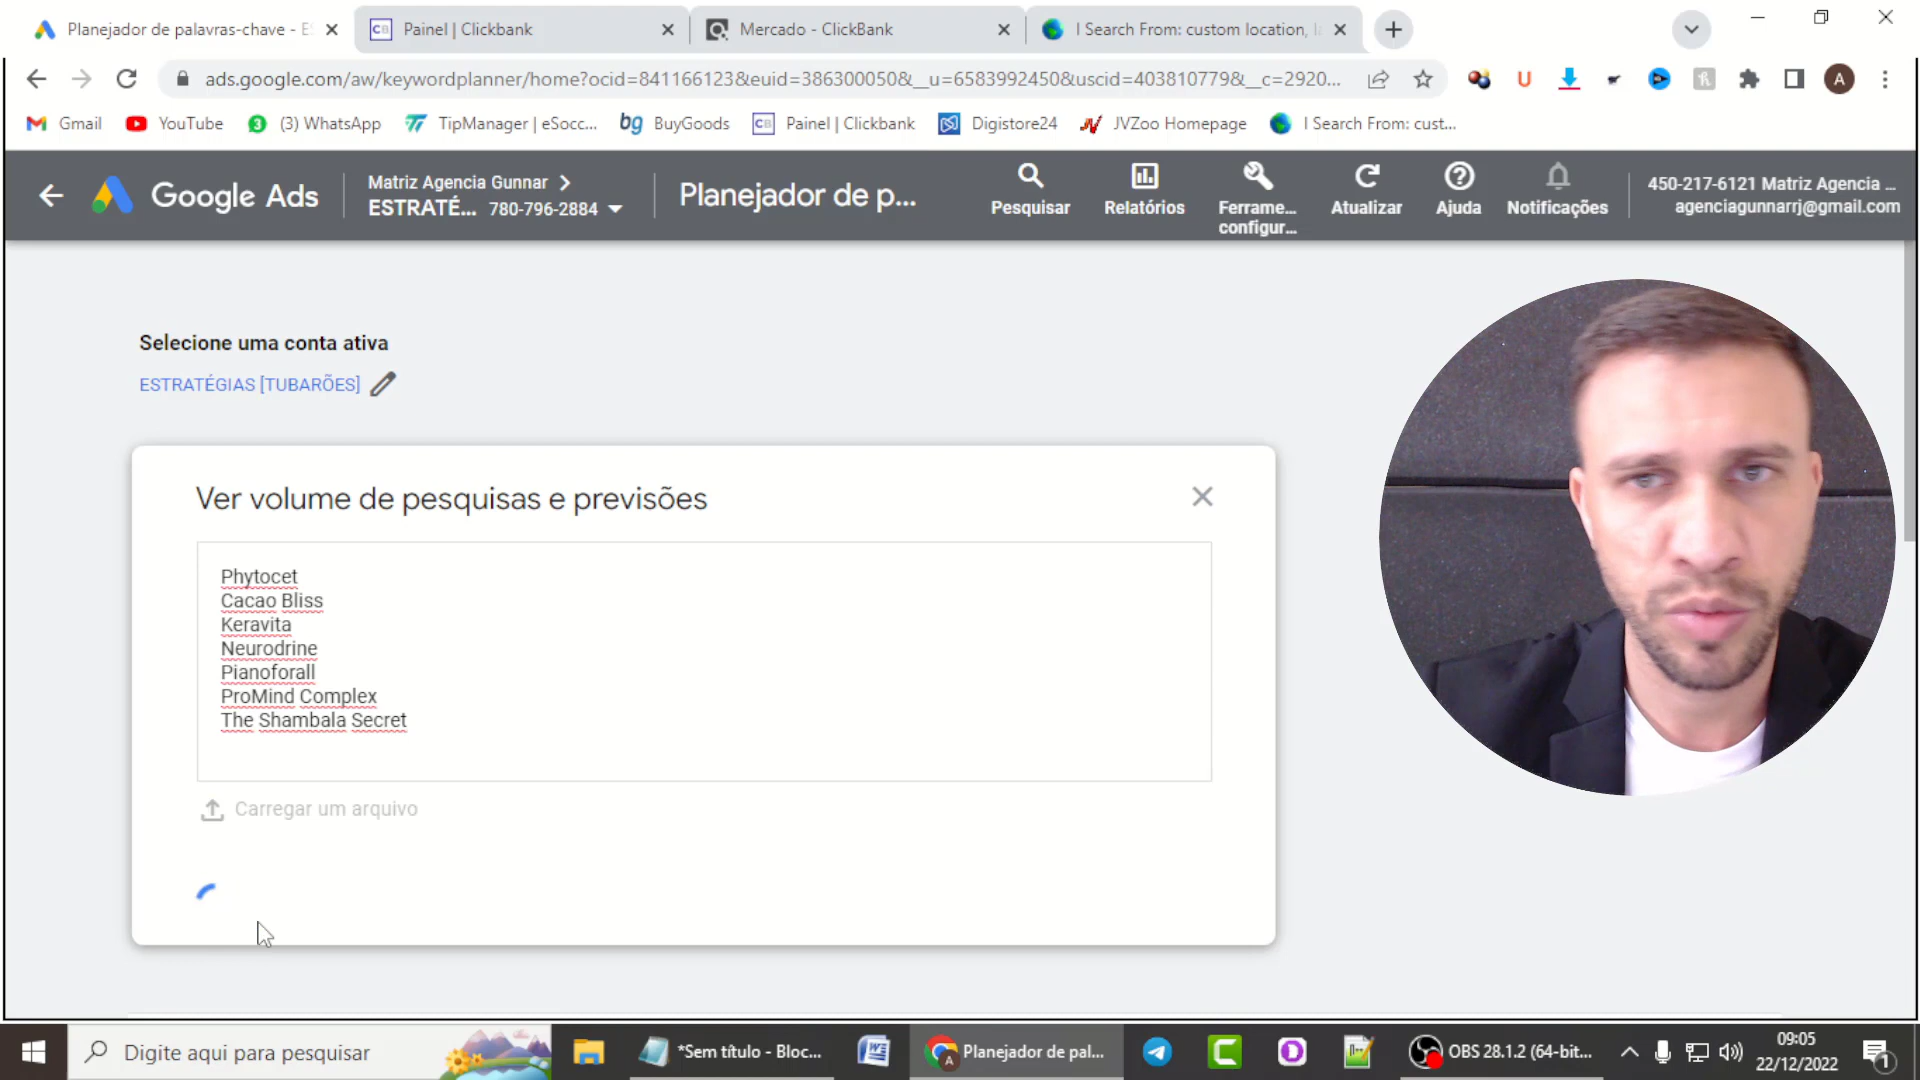 Planejador de palavras-chave - E
Painel | Clickbank
Mercado - ClickBank
I Search From: custom location, l
ads.google.com/aw/keywordplanner/home?ocid=841166123&euid=386300050&__u=6583992450&uscid=403810779&__c=2920...
A
Gmail
YouTube
(3) WhatsApp
TipManager | eSocc...
BuyGoods
Painel | Clickbank
Digistore24
JVZoo Homepage
I Search From: cust...
Google Ads
Matriz Agencia Gunnar
ESTRATÉ... 780-796-2884
Planejador de p...
Pesquisar
Relatórios
Ferrame...
configur...
Atualizar
Ajuda
Notificações
450-217-6121 Matriz Agencia ...
agenciagunnarrj@gmail.com
Selecione uma conta ativa
ESTRATÉGIAS [TUBARÕES]
Ver volume de pesquisas e previsões
Phytocet
Cacao Bliss
Keravita
Neurodrine
Pianoforall
ProMind Complex
The Shambala Secret
Carregar um arquivo
Digite aqui para pesquisar
*Sem título - Bloc...
Planejador de pal...
OBS 28.1.2 (64-bit...
09:05
22/12/2022
1